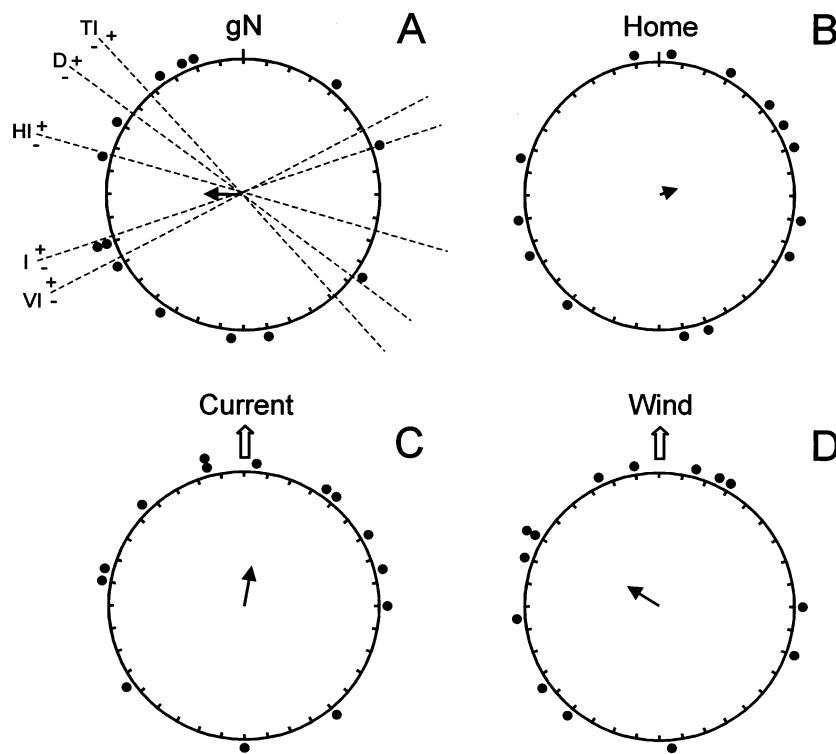 gN
A
TI + -
D + -
HI + -
I + -
VI + -
Home
B
Current
C
Wind
D